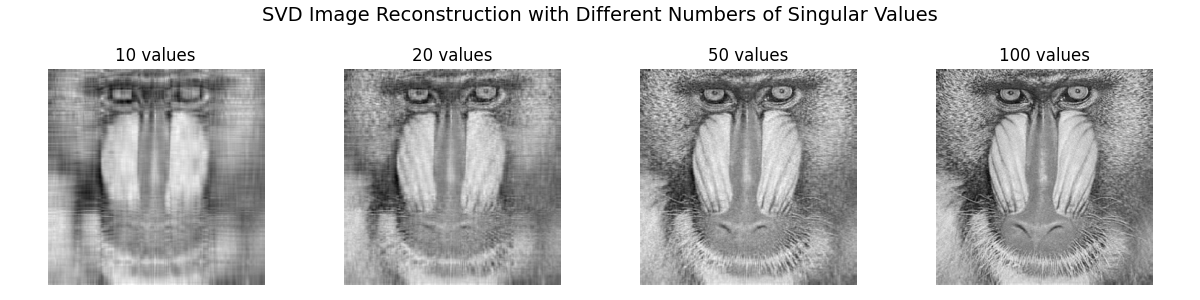 SVD Image Reconstruction with Different Numbers of Singular Values
10 values
20 values
50 values
100 values